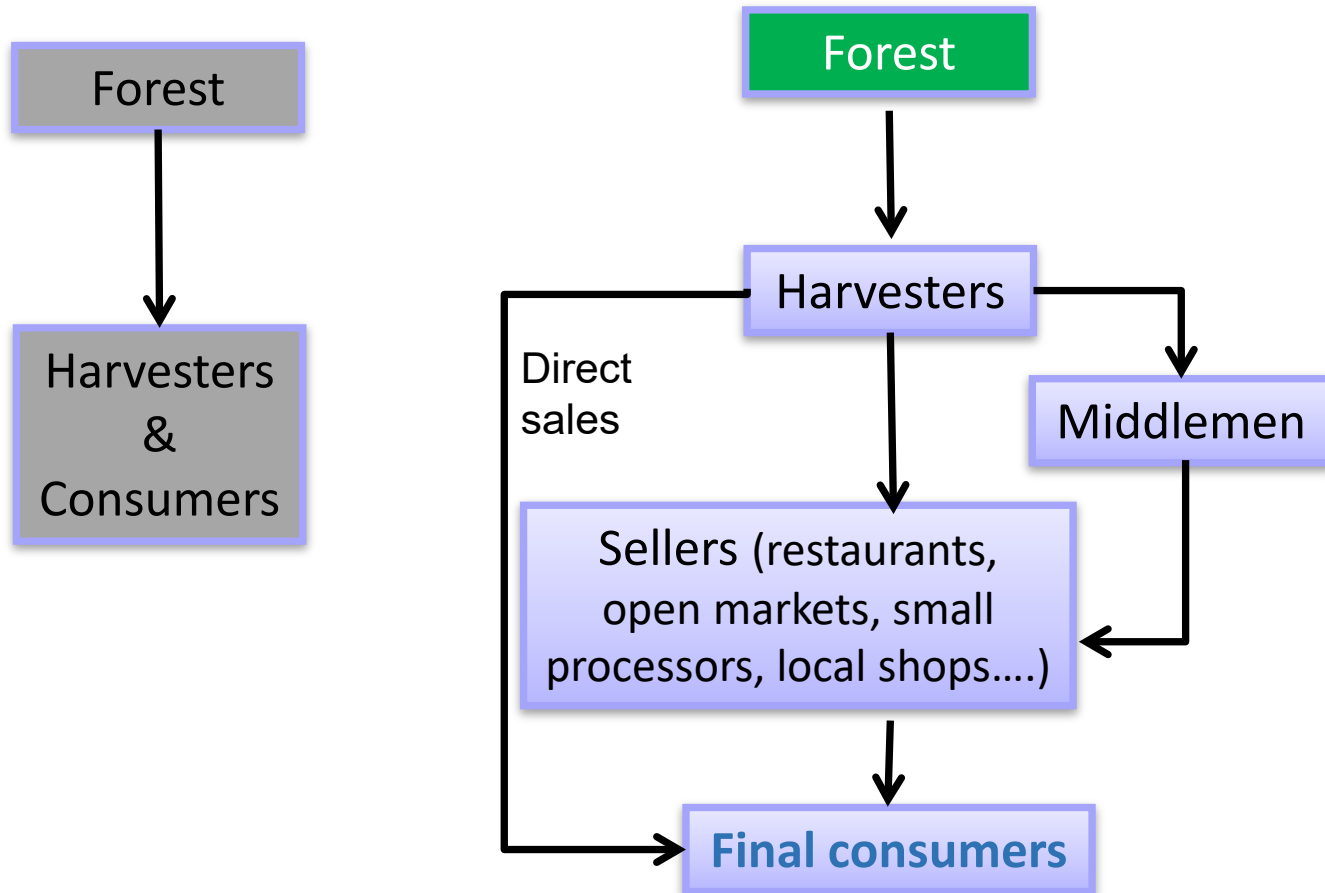 Forest
Harvesters
&
Consumers
Forest
Harvesters
Direct
sales
Middlemen
Sellers (restaurants,
open markets, small
processors, local shops....)
Final consumers